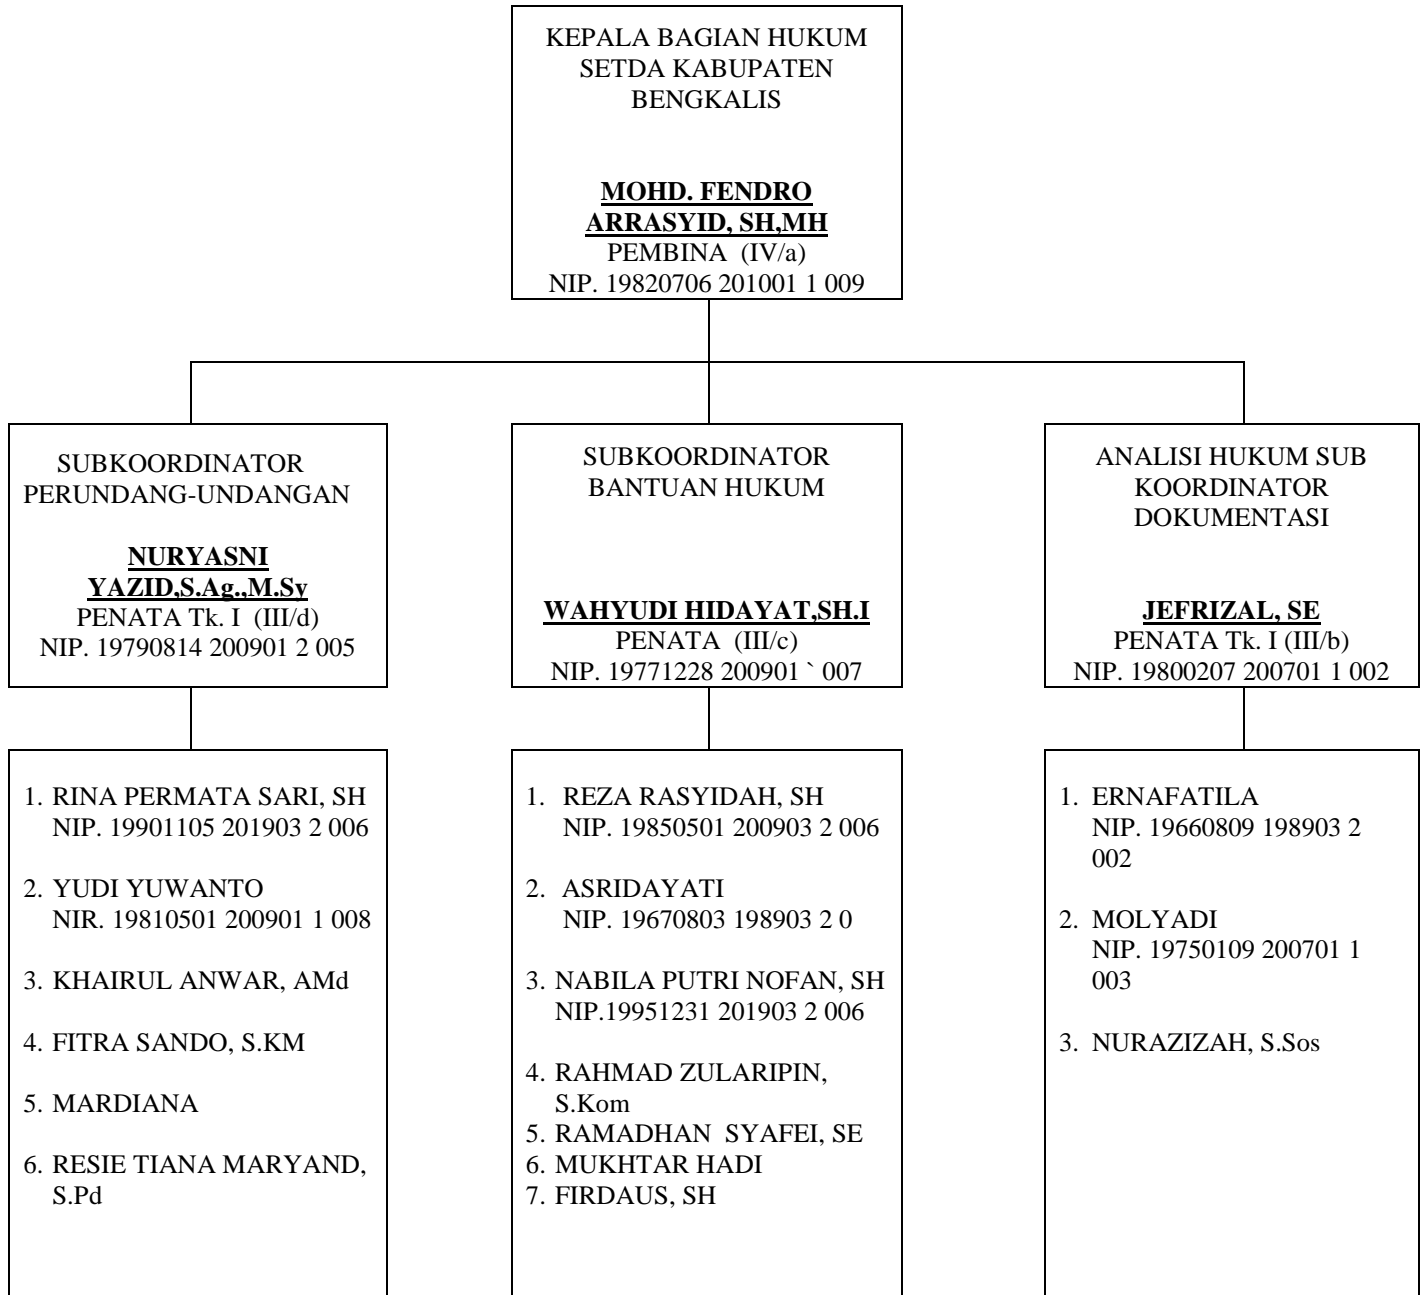 KEPALA BAGIAN HUKUM
SETDA KABUPATEN
BENGKALIS
MOHD. FENDRO
ARRASYID, SH,MH
PEMBINA (IV/a)
NIP. 19820706 201001 1 009
SUBKOORDINATOR
PERUNDANG-UNDANGAN
NURYASNI
YAZID,S.Ag.,M.Sy
PENATA Tk. I (III/d)
NIP. 19790814 200901 2 005
SUBKOORDINATOR
BANTUAN HUKUM
WAHYUDI HIDAYAT,SH.I
PENATA (III/c)
NIP. 19771228 200901 ` 007
ANALISI HUKUM SUB
KOORDINATOR
DOKUMENTASI
JEFRIZAL, SE
PENATA Tk. I (III/b)
NIP. 19800207 200701 1 002
1. RINA PERMATA SARI, SH
NIP. 19901105 201903 2 006
2. YUDI YUWANTO
NIR. 19810501 200901 1 008
3. KHAIRUL ANWAR, AMd
4. FITRA SANDO, S.KM
5. MARDIANA
6. RESIE TIANA MARYAND,
S.Pd
1. REZA RASYIDAH, SH
NIP. 19850501 200903 2 006
2. ASRIDAYATI
NIP. 19670803 198903 2 0
3. NABILA PUTRI NOFAN, SH
NIP.19951231 201903 2 006
4. RAHMAD ZULARIPIN,
S.Kom
5. RAMADHAN SYAFEI, SE
6. MUKHTAR HADI
7. FIRDAUS, SH
1. ERNAFATILA
NIP. 19660809 198903 2
002
2. MOLYADI
NIP. 19750109 200701 1
003
3. NURAZIZAH, S.Sos